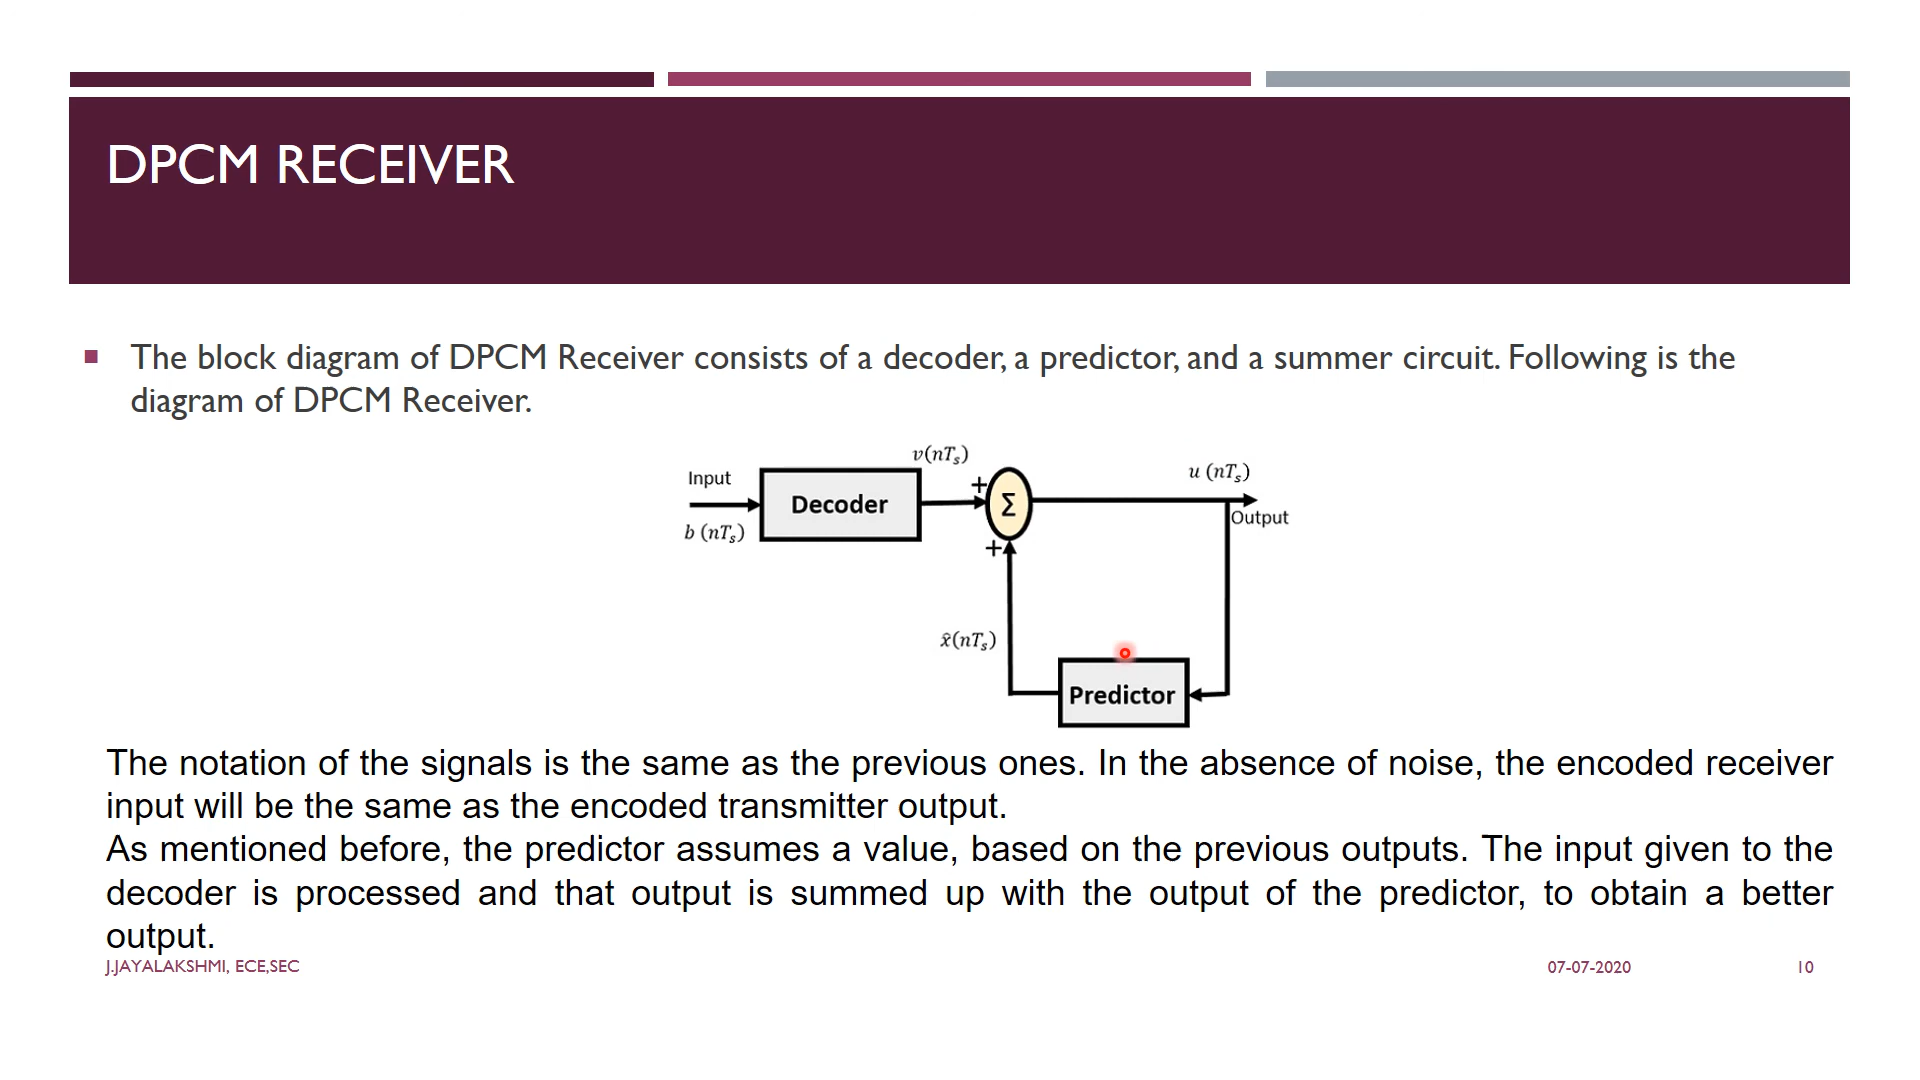 DPCM RECEIVER
▪ The block diagram of DPCM Receiver consists of a decoder, a predictor, and a summer circuit. Following is the
diagram of DPCM Receiver.
v(nTₛ)
Input
u (nTₛ)
+
Decoder
Σ
Output
b (nTₛ)
+
x̂(nTₛ)
Predictor
The notation of the signals is the same as the previous ones. In the absence of noise, the encoded receiver
input will be the same as the encoded transmitter output.
As mentioned before, the predictor assumes a value, based on the previous outputs. The input given to the
decoder is processed and that output is summed up with the output of the predictor, to obtain a better
output.
J.JAYALAKSHMI, ECE,SEC
07-07-2020
10